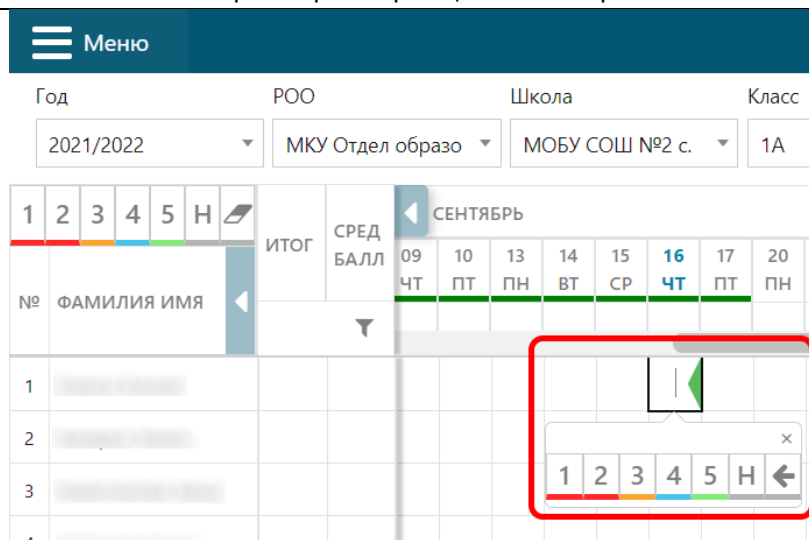 Меню
Год РОО Школа Класс
2021/2022 МКУ Отдел образо МОБУ СОШ №2 с. 1А
1 2 3 4 5 Н
ИТОГ СРЕД БАЛЛ
СЕНТЯБРЬ
09 10 13 14 15 16 17 20
ЧТ ПТ ПН ВТ СР ЧТ ПТ ПН
№ ФАМИЛИЯ ИМЯ
1
2
×
1 2 3 4 5 Н
3